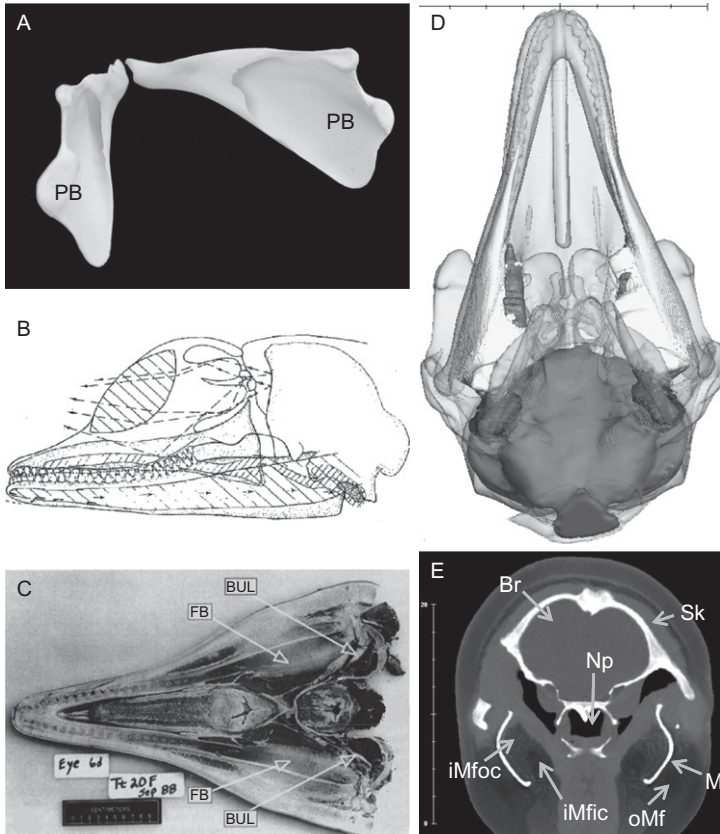 A
PB
PB
B
C
BUL
FB
Eye 6d
Tt 20F
Sep 88
CENTIMETERS
FB
BUL
D
E
20
Br
Sk
Np
iMfoc
iMfic
oMf
M